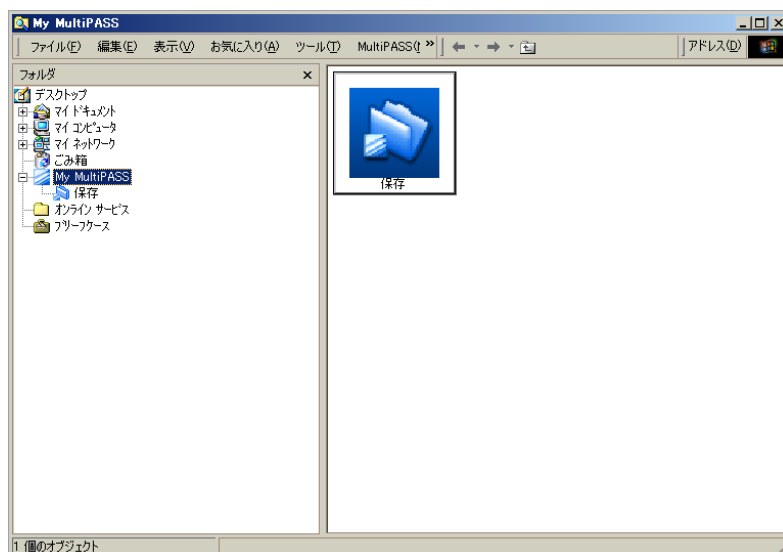 My MultiPASS
ファイル(F) 編集(E) 表示(V) お気に入り(A) ツール(T) MultiPASS(t » アドレス(D)
フォルダ
デスクトップ
マイ ドキュメント
マイ コンピュータ
マイ ネットワーク
ごみ箱
My MultiPASS
保存
オンライン サービス
ブリーフケース
保存
1 個のオブジェクト